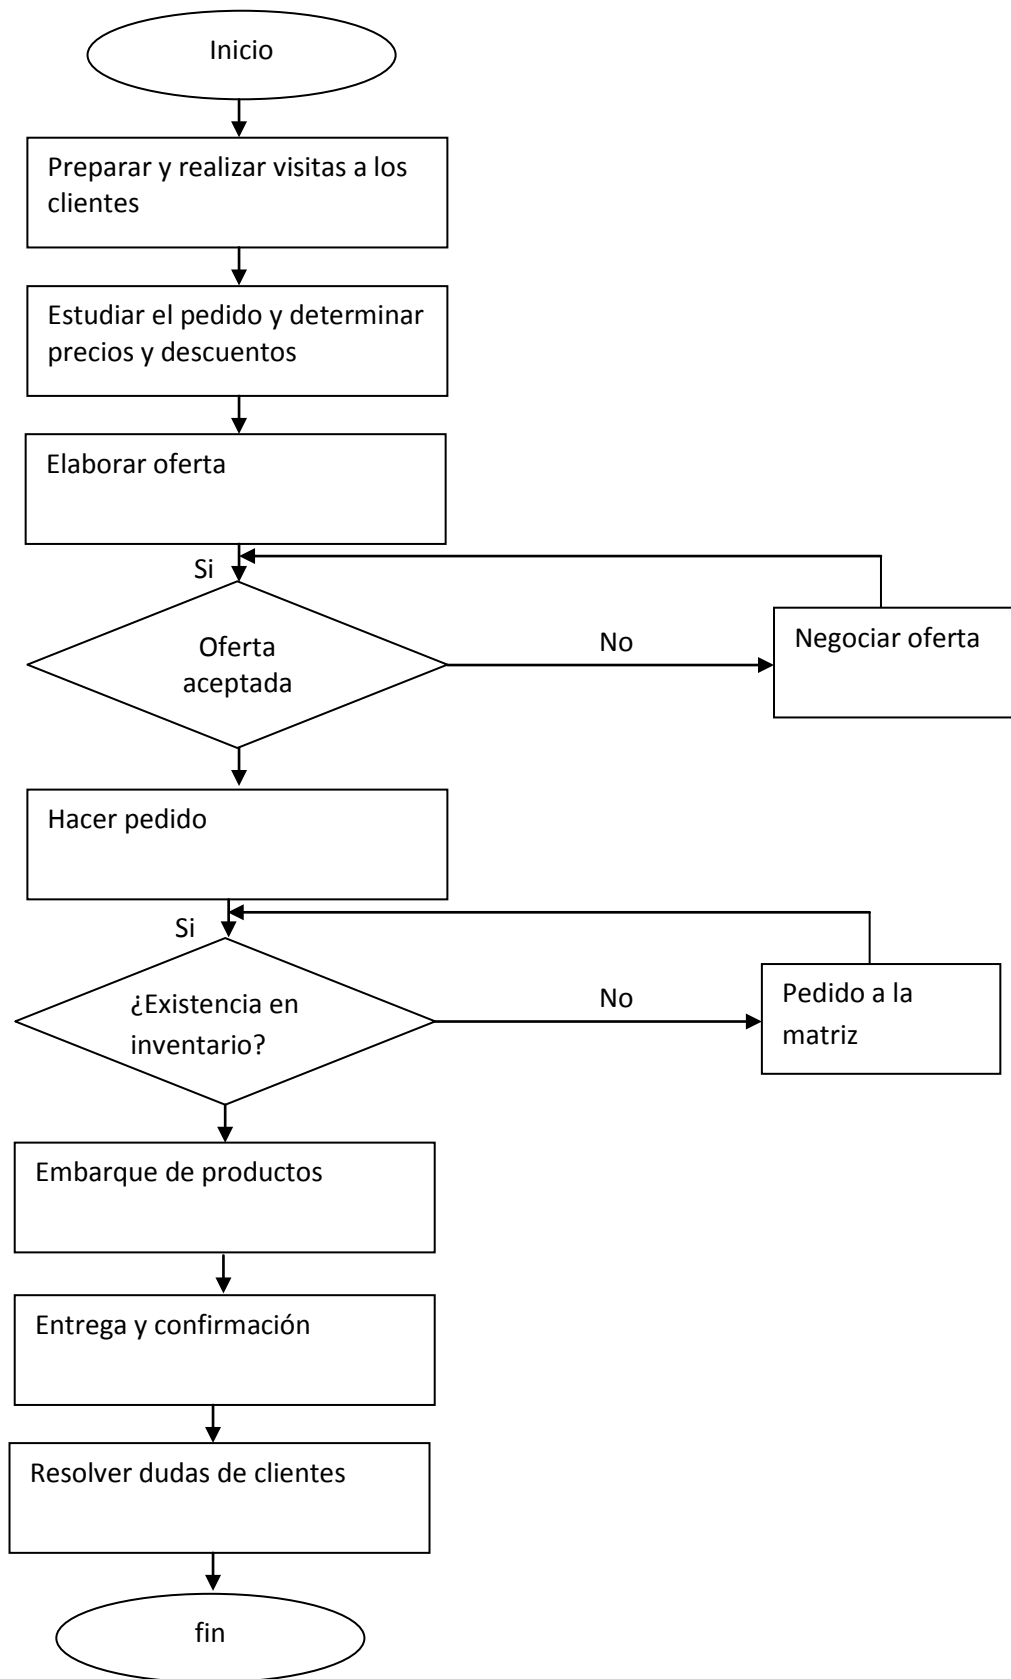 Inicio
Preparar y realizar visitas a los
clientes
Estudiar el pedido y determinar
precios y descuentos
Elaborar oferta
Si
Oferta
aceptada
No
Negociar oferta
Hacer pedido
Si
¿Existencia en
inventario?
No
Pedido a la
matriz
Embarque de productos
Entrega y confirmación
Resolver dudas de clientes
fin